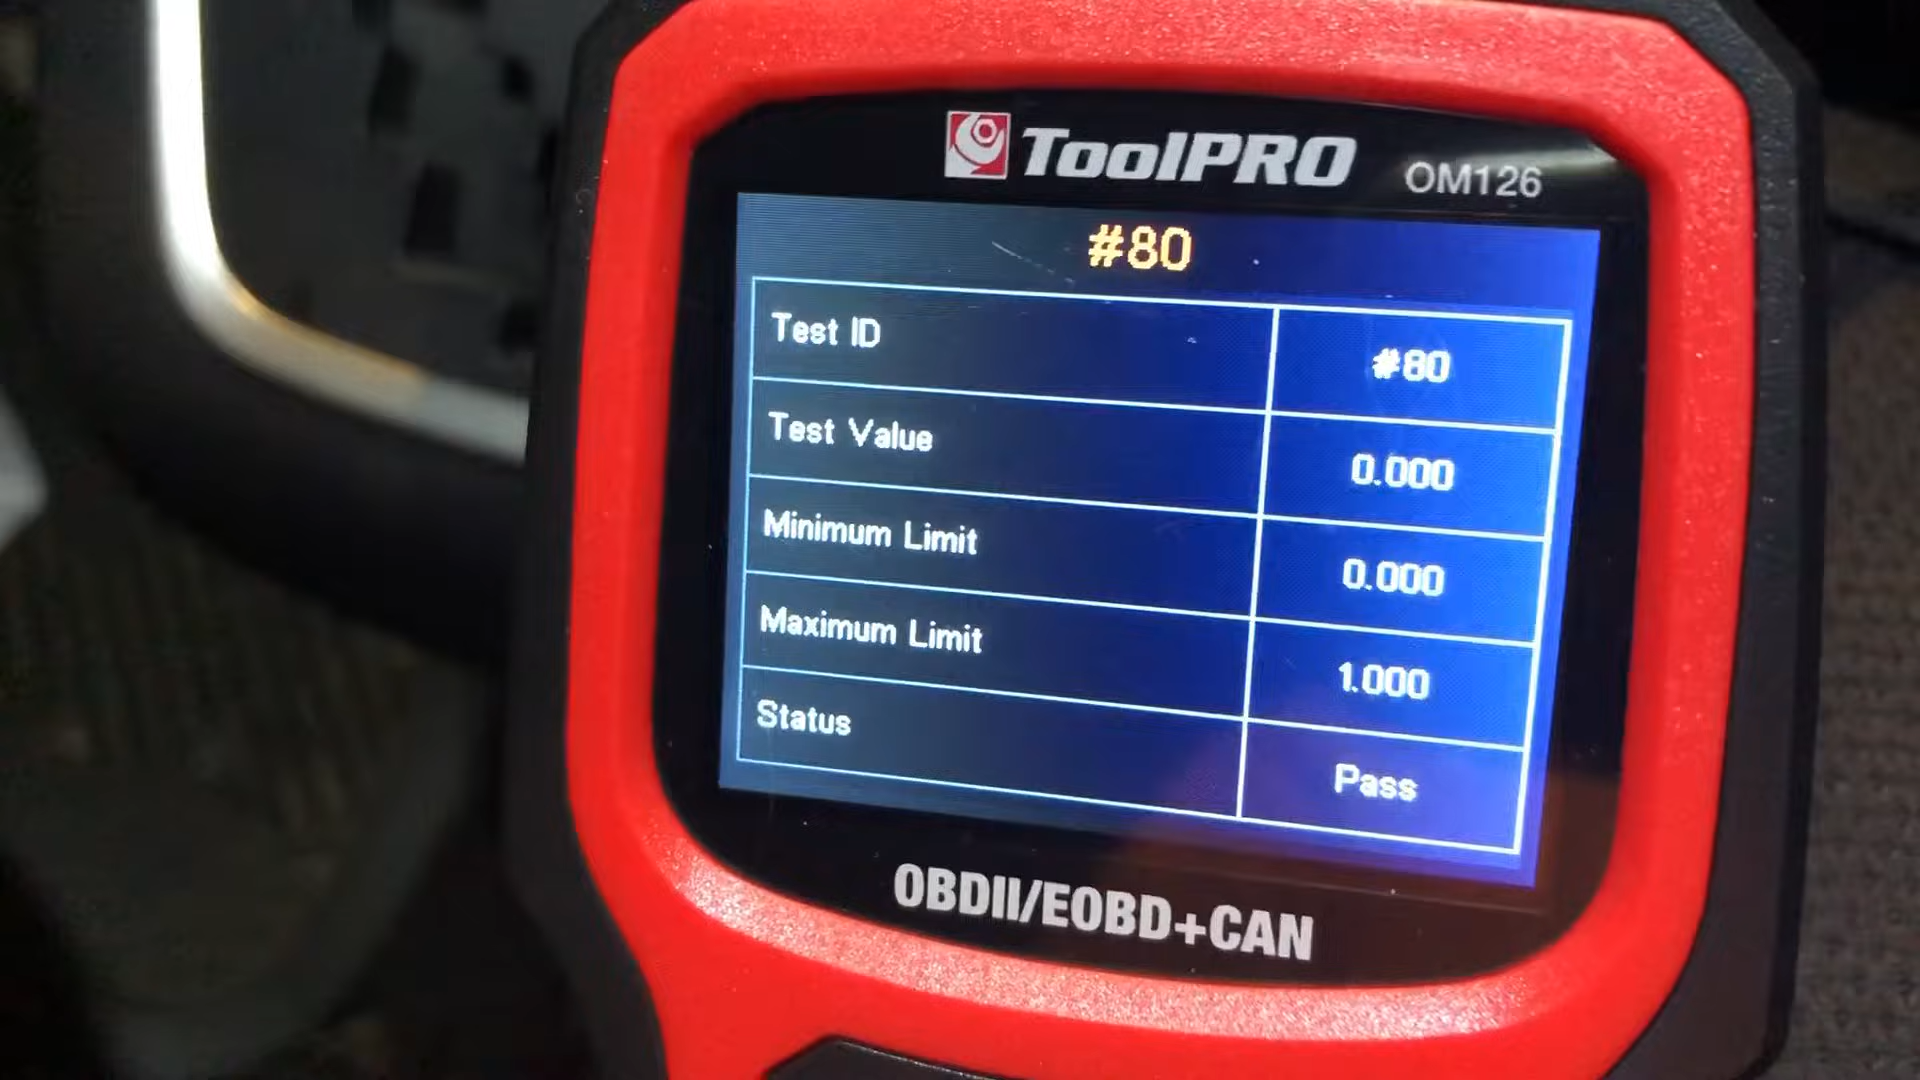 ToolPRO OM126
#80
Test ID #80
Test Value 0.000
Minimum Limit 0.000
Maximum Limit 1.000
Status Pass
OBDII/EOBD+CAN